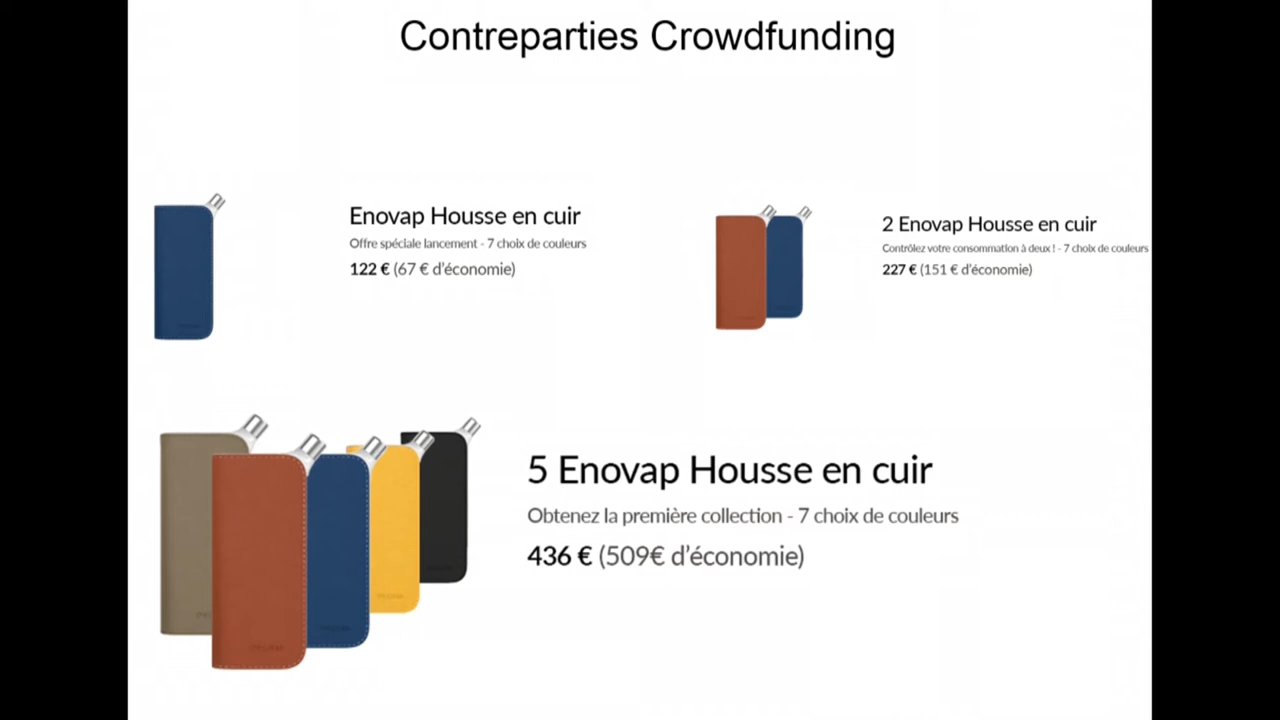 Contreparties Crowdfunding
Enovap Housse en cuir
Offre spéciale lancement - 7 choix de couleurs
122 € (67 € d'économie)
2 Enovap Housse en cuir
Contrôlez votre consommation à deux ! - 7 choix de couleurs
227 € (151 € d'économie)
5 Enovap Housse en cuir
Obtenez la première collection - 7 choix de couleurs
436 € (509€ d'économie)